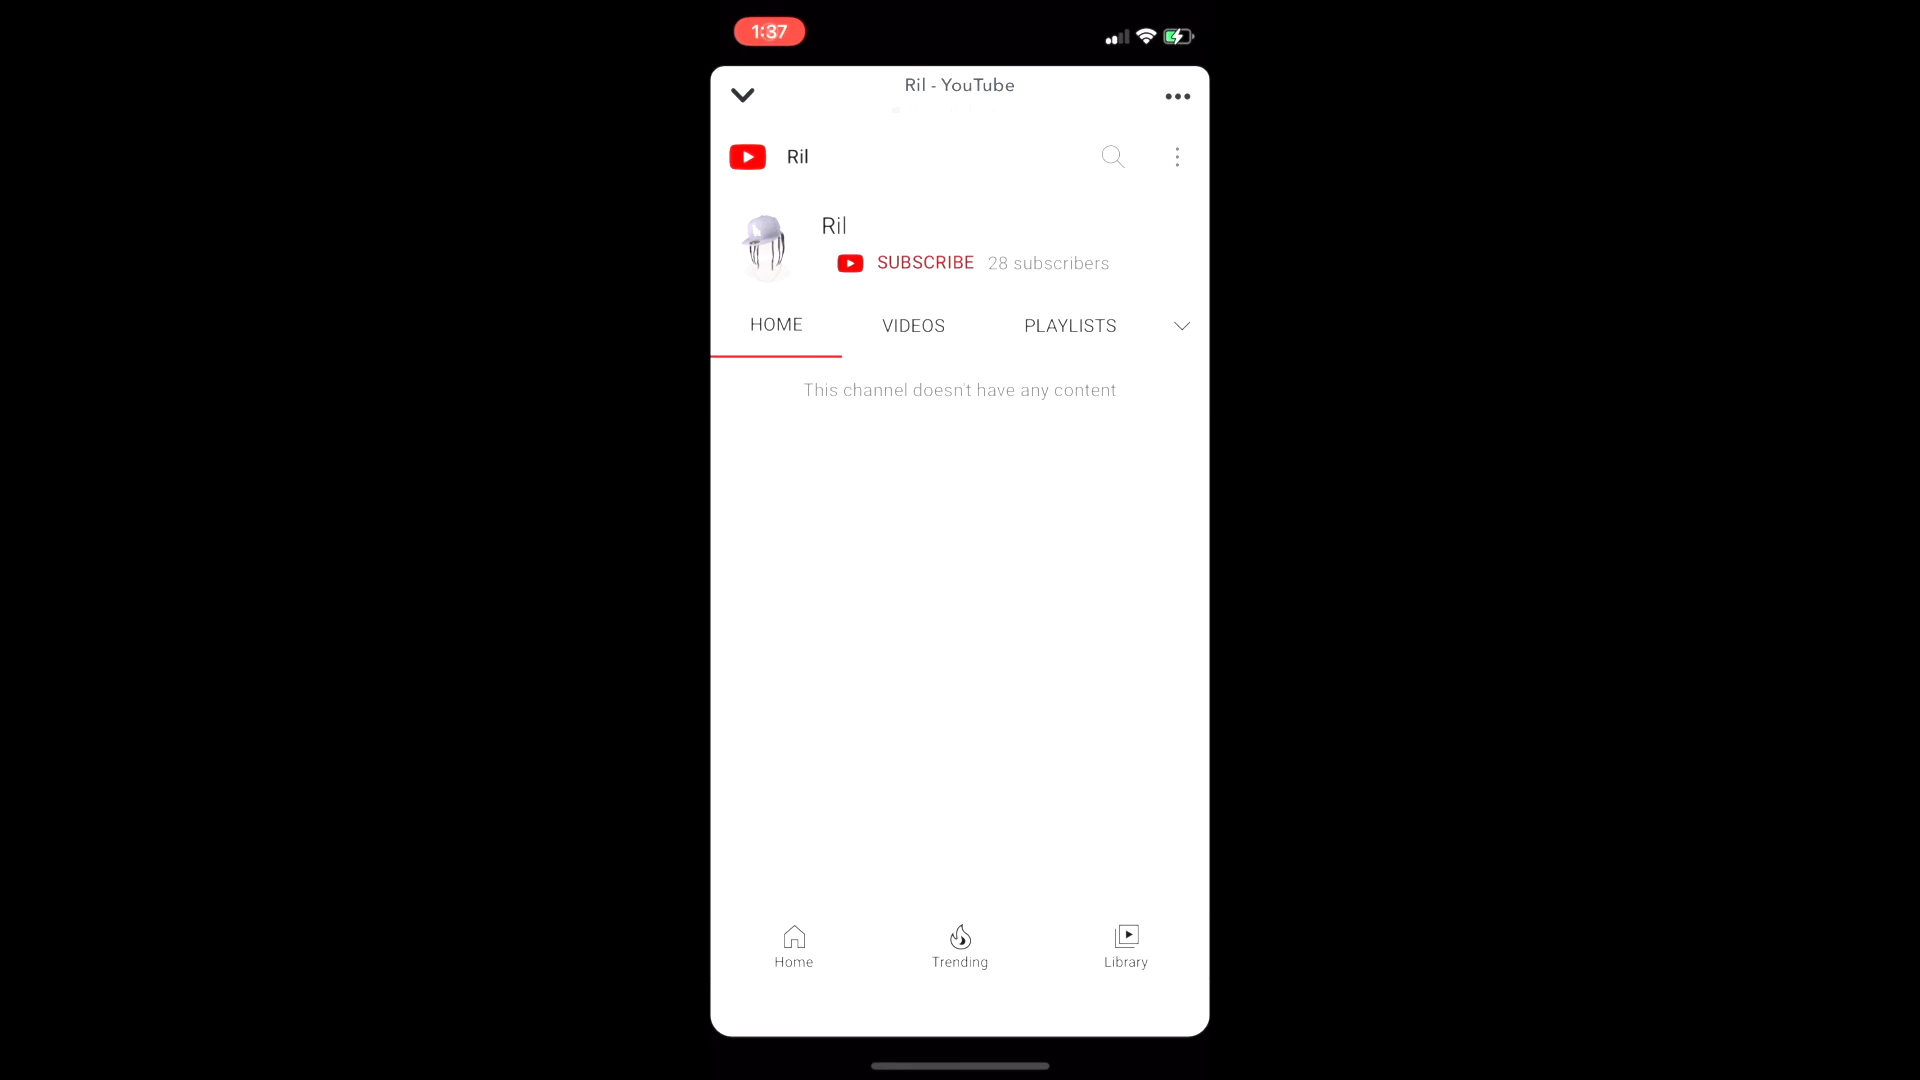 1:37
Ril - YouTube
Ril
Ril
SUBSCRIBE 28 subscribers
HOME VIDEOS PLAYLISTS
This channel doesn't have any content
Home Trending Library